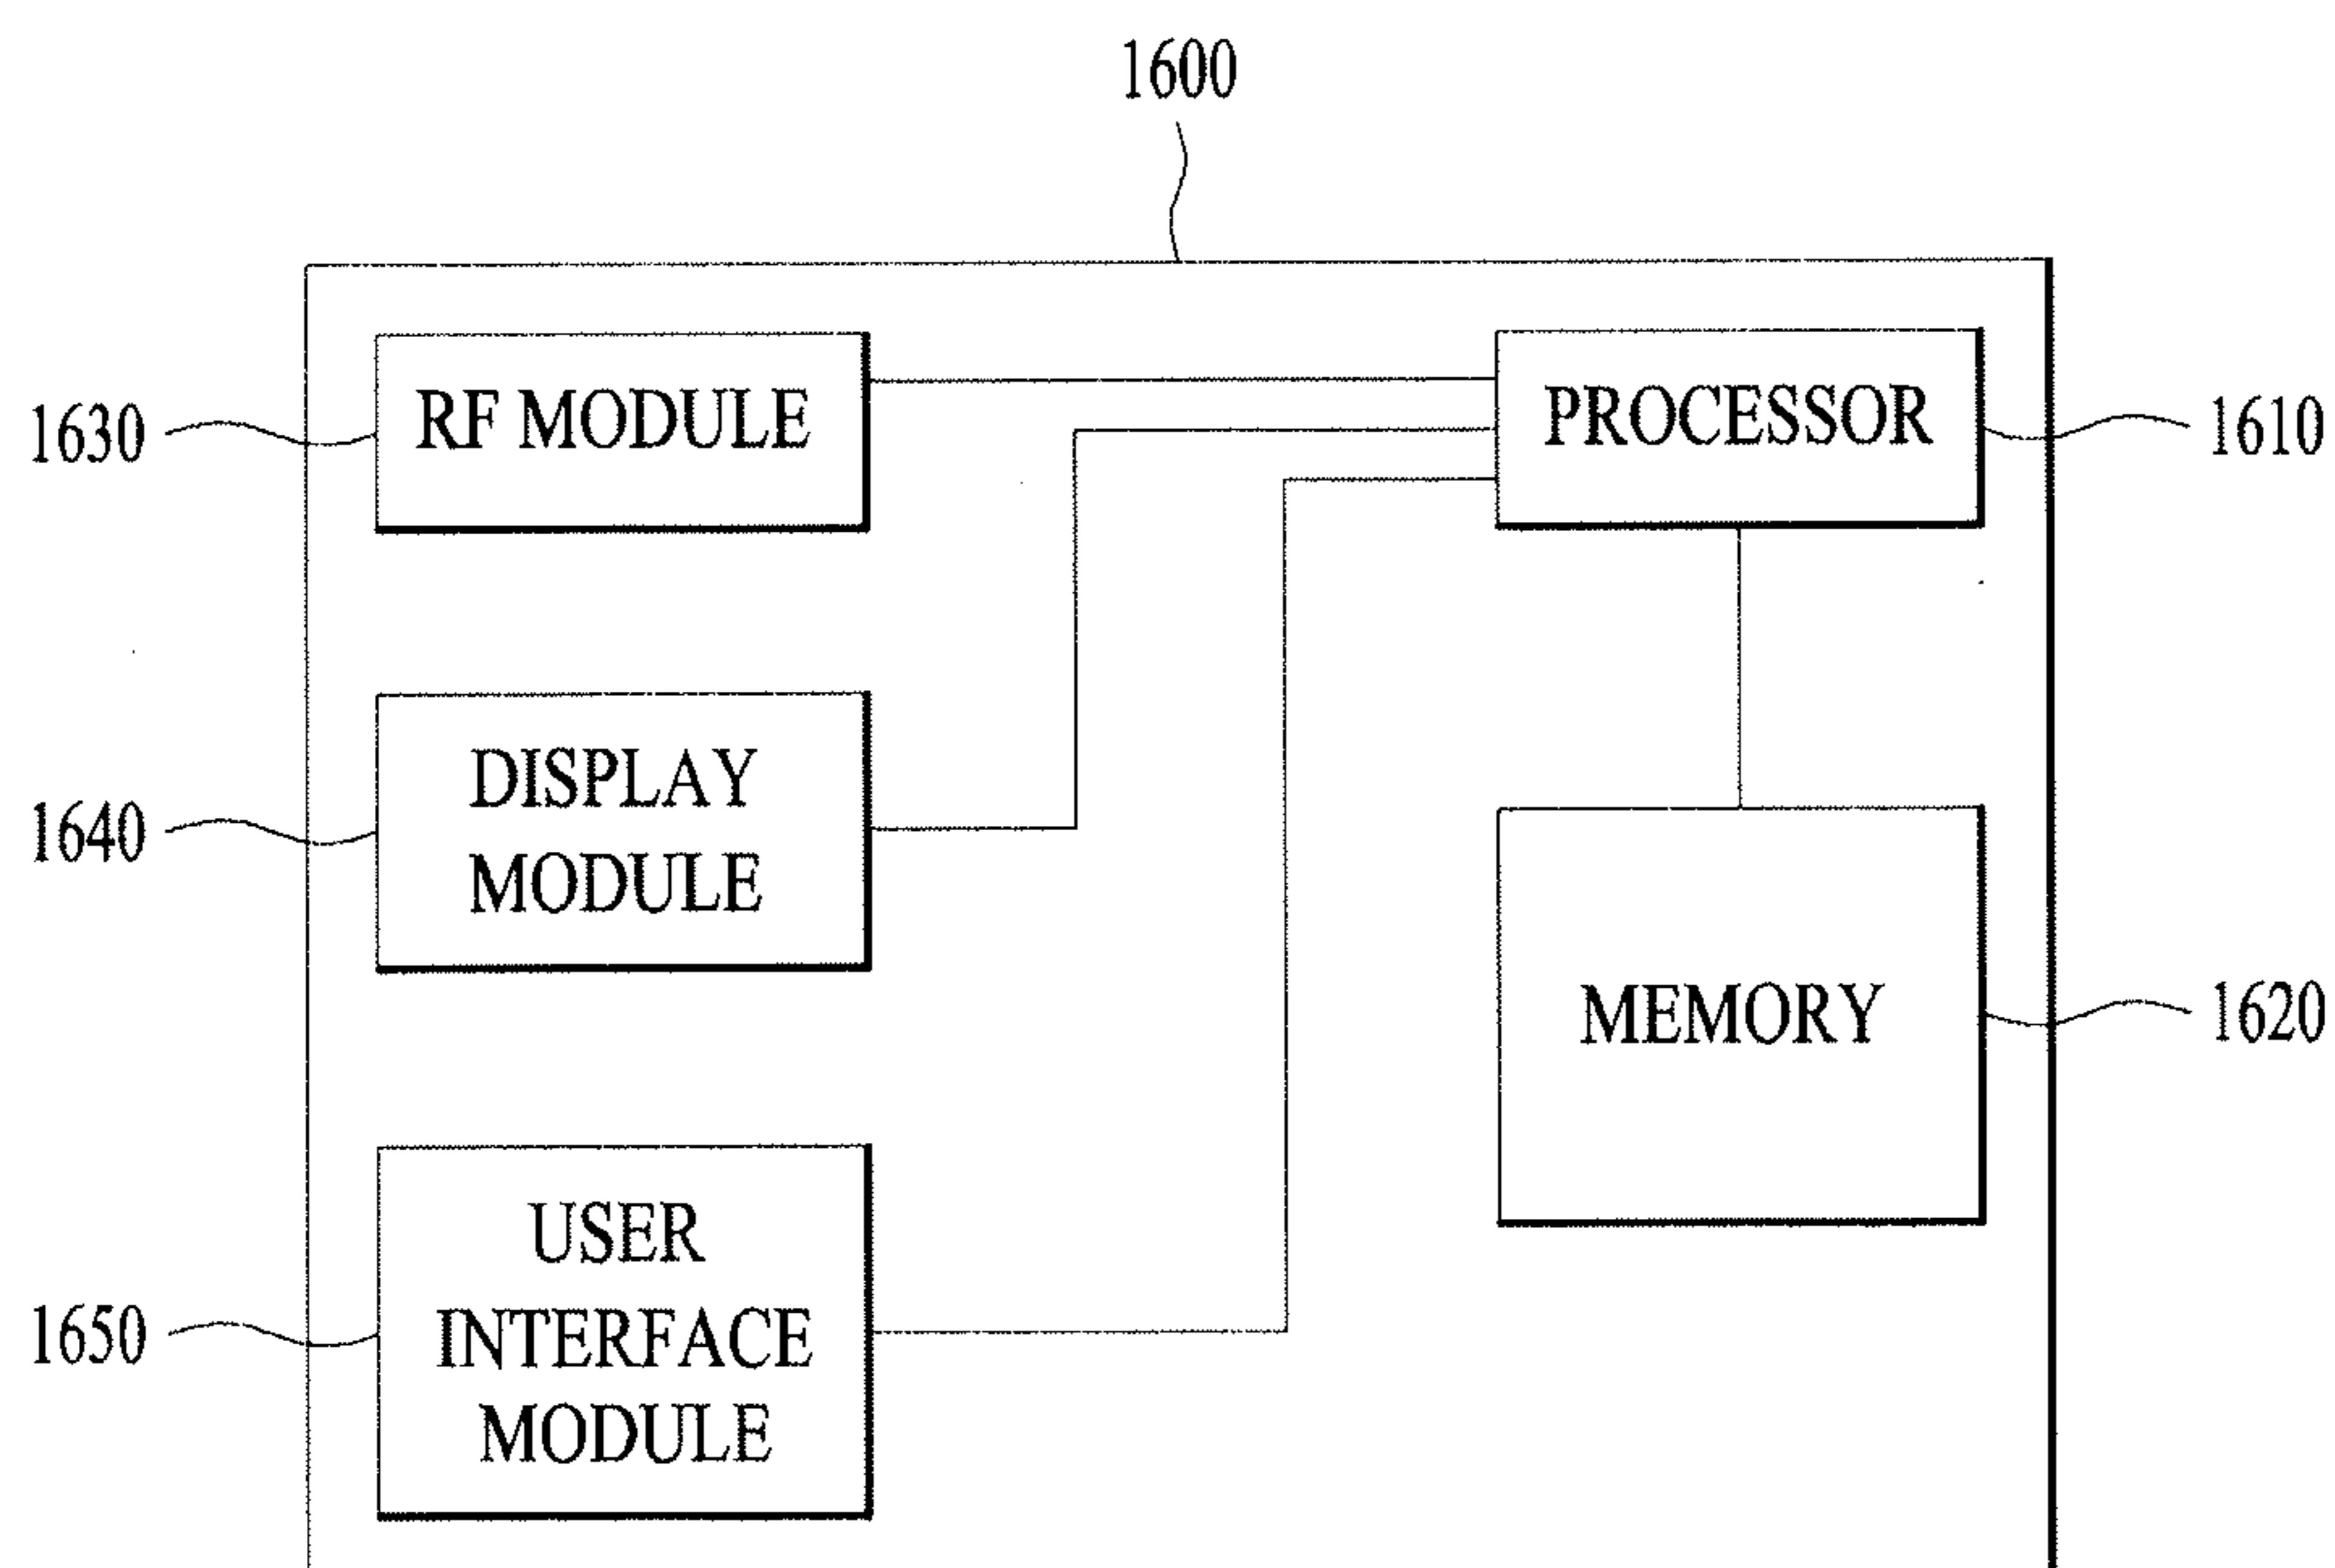 1600
RF MODULE
PROCESSOR
1630
1610
DISPLAY
MODULE
1640
MEMORY
1620
USER
INTERFACE
MODULE
1650